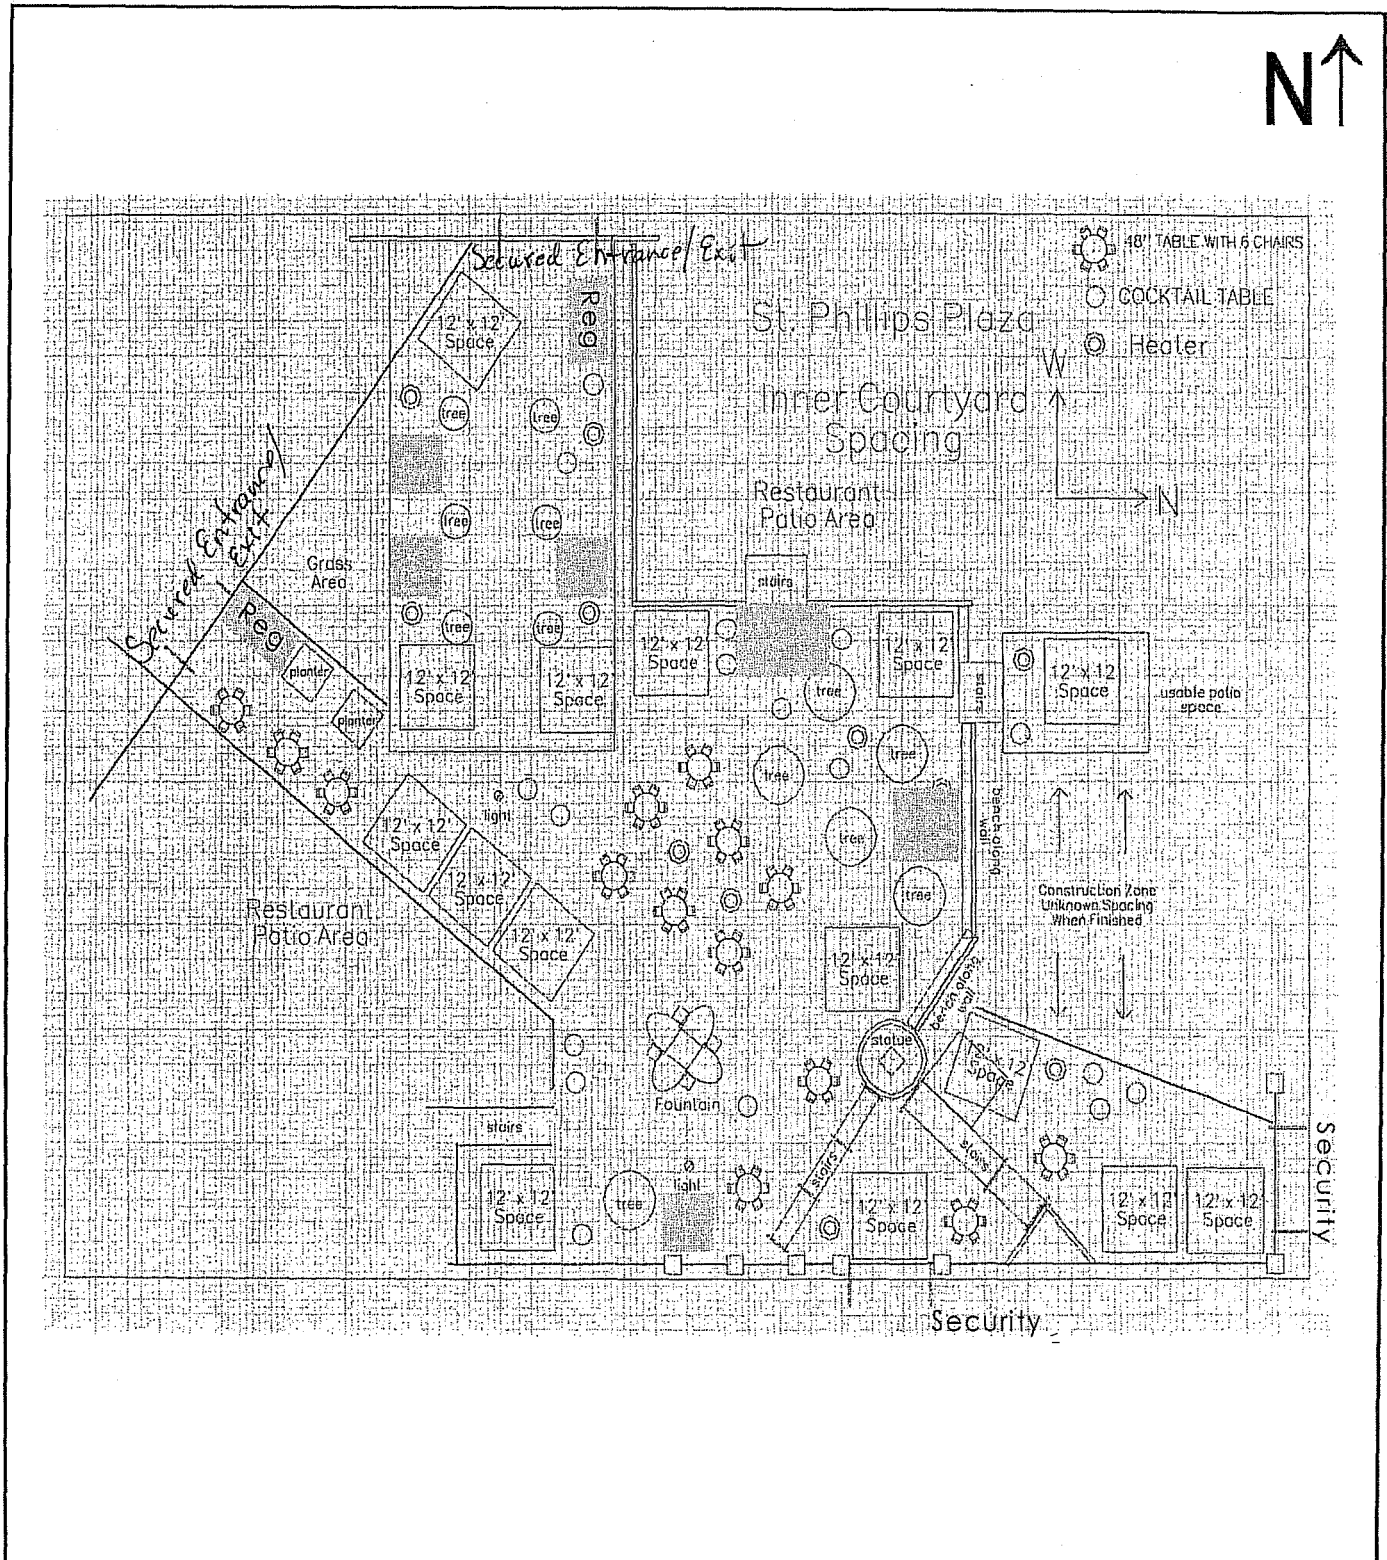 N
Secured Entrance/Exit
48" TABLE WITH 6 CHAIRS
COCKTAIL TABLE
Heater
St. Phillips Plaza
Inner Courtyard
Spacing
W
N
Reg
12' x 12'
Space
tree
tree
Restaurant
Patio Area
Secured Entrance/
Exit
tree
tree
Grass
Area
stairs
Reg
tree
tree
planter
planter
12' x 12'
Space
12' x 12'
Space
12' x 12'
Space
12' x 12'
Space
stairs
12' x 12'
Space
usable patio
space
tree
tree
tree
tree
tree
light
bench along
wall
12' x 12'
Space
12' x 12'
Space
12' x 12'
Space
Restaurant
Patio Area
Construction Zone
Unknown Spacing
When Finished
12' x 12'
Space
bench along
wall
statue
12' x 12'
Space
Fountain
stairs
stairs
stairs
Security
12' x 12'
Space
tree
light
12' x 12'
Space
12' x 12'
Space
12' x 12'
Space
Security